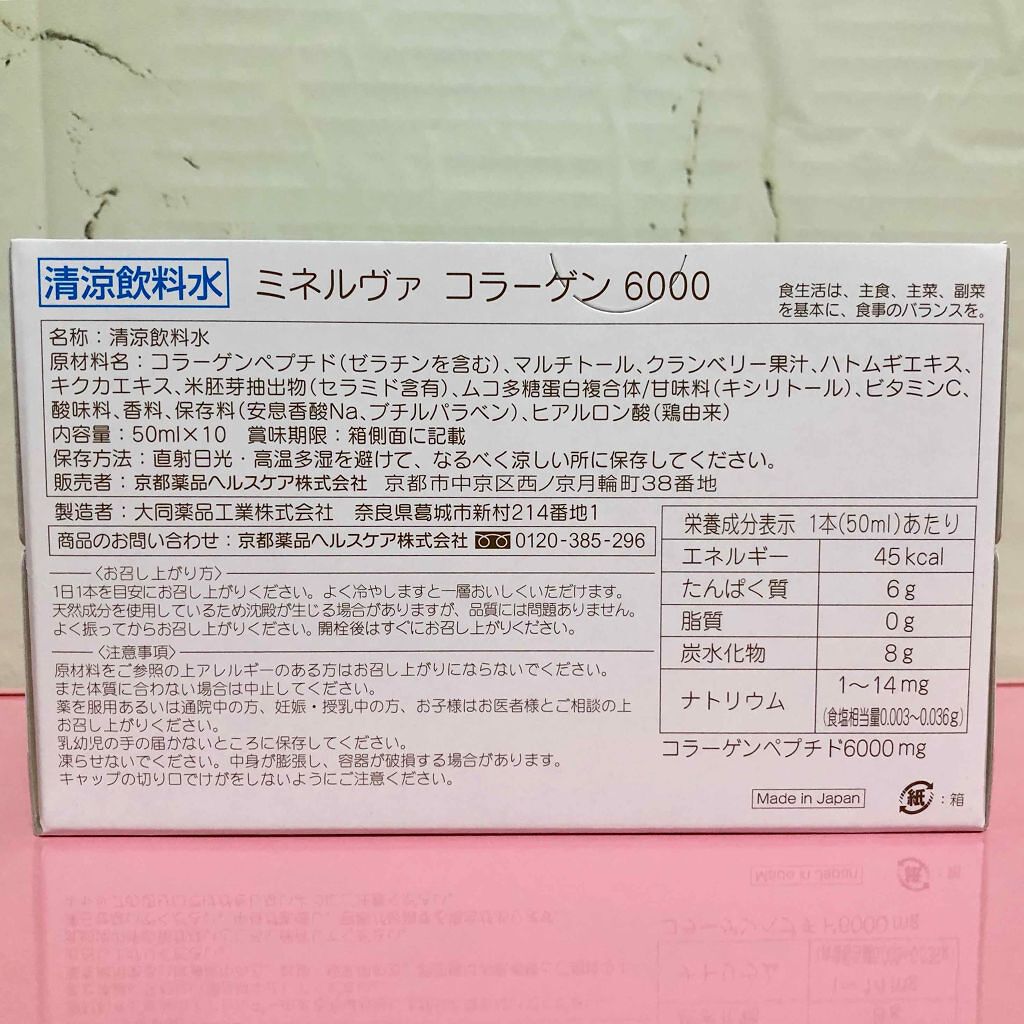 清涼飲料水 ミネルヴァ コラーゲン 6000
食生活は、主食、主菜、副菜
を基本に、食事のバランスを。
名称：清涼飲料水
原材料名：コラーゲンペプチド（ゼラチンを含む）、マルチトール、クランベリー果汁、ハトムギエキス、
キクカエキス、米胚芽抽出物（セラミド含有）、ムコ多糖蛋白複合体/甘味料（キシリトール）、ビタミンC、
酸味料、香料、保存料（安息香酸Na、ブチルパラベン）、ヒアルロン酸（鶏由来）
内容量：50ml×10 賞味期限：箱側面に記載
保存方法：直射日光・高温多湿を避けて、なるべく涼しい所に保存してください。
販売者：京都薬品ヘルスケア株式会社 京都市中京区西ノ京月輪町38番地
製造者：大同薬品工業株式会社 奈良県葛城市新村214番地1
商品のお問い合わせ：京都薬品ヘルスケア株式会社 0120-385-296
〈お召し上がり方〉
1日1本を目安にお召し上がりください。よく冷やしますと一層おいしくいただけます。
天然成分を使用しているため沈殿が生じる場合がありますが、品質には問題ありません。
よく振ってからお召し上がりください。開栓後はすぐにお召し上がりください。
〈注意事項〉
原材料をご参照の上アレルギーのある方はお召し上がりにならないでください。
また体質に合わない場合は中止してください。
薬を服用あるいは通院中の方、妊娠・授乳中の方、お子様はお医者様とご相談の上
お召し上がりください。
乳幼児の手の届かないところに保存してください。
凍らせないでください。中身が膨張し、容器が破損する場合があります。
キャップの切り口でけがをしないようにご注意ください。
栄養成分表示 1本(50ml)あたり
エネルギー 45kcal
たんぱく質 6g
脂質 0g
炭水化物 8g
ナトリウム 1～14mg
(食塩相当量0.003～0.036g)
コラーゲンペプチド6000mg
Made in Japan 紙：箱